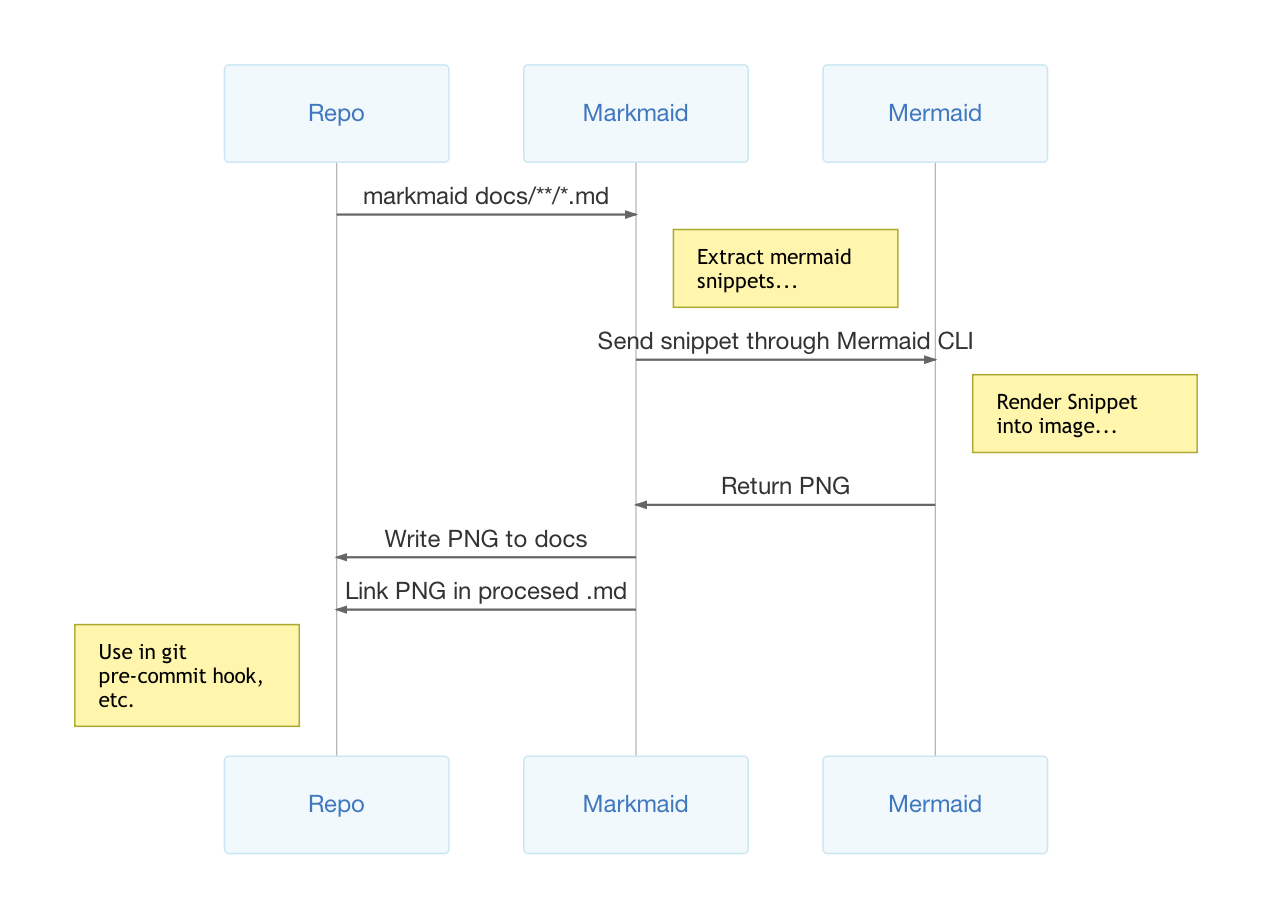 Repo
Markmaid
Mermaid
markmaid docs/**/*.md
Extract mermaid
snippets...
Send snippet through Mermaid CLI
Render Snippet
into image...
Return PNG
Write PNG to docs
Link PNG in procesed .md
Use in git
pre-commit hook,
etc.
Repo
Markmaid
Mermaid